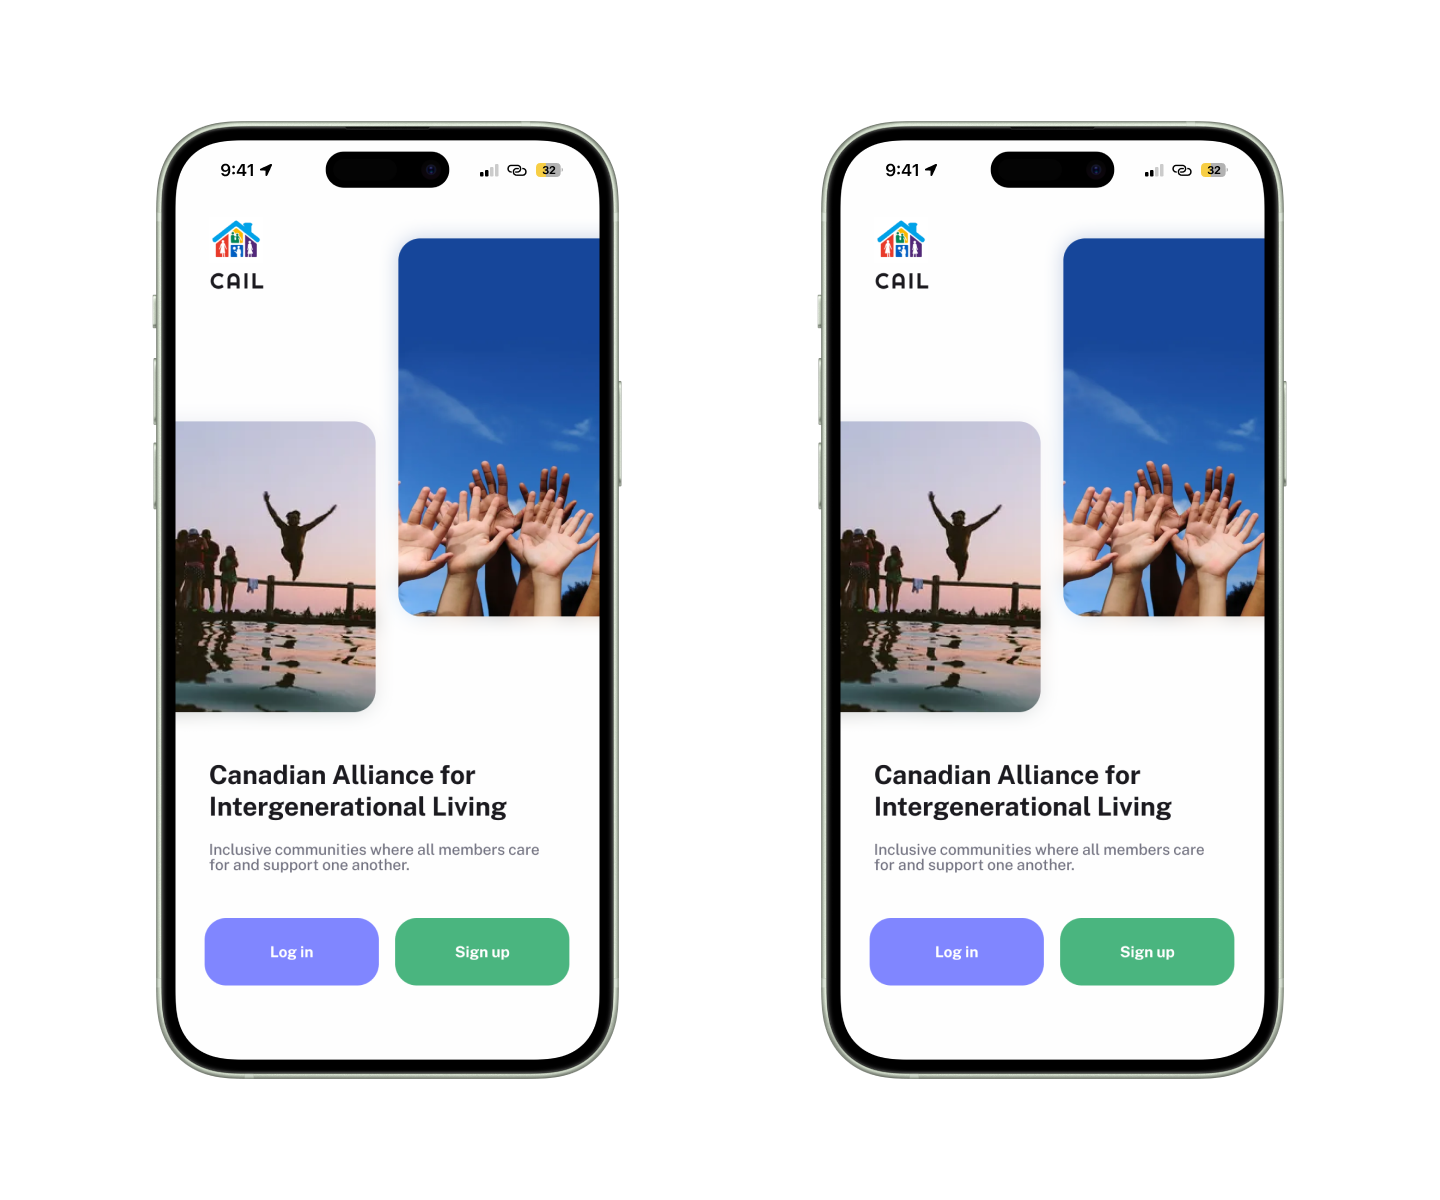 9:41
32
CAIL
Canadian Alliance for
Intergenerational Living
Inclusive communities where all members care
for and support one another.
Log in
Sign up
9:41
32
CAIL
Canadian Alliance for
Intergenerational Living
Inclusive communities where all members care
for and support one another.
Log in
Sign up